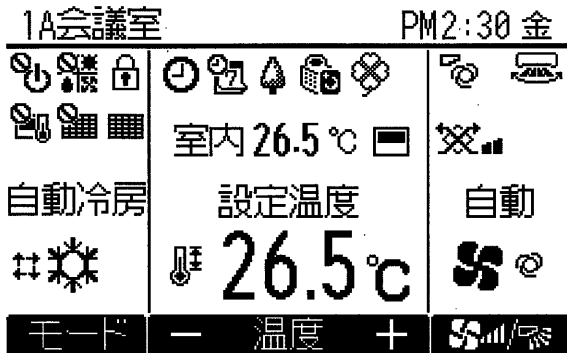 1A会議室 PM2:30 金
7
室内 26.5℃
自動冷房 設定温度 自動
26.5℃
モード － 温度 ＋ /